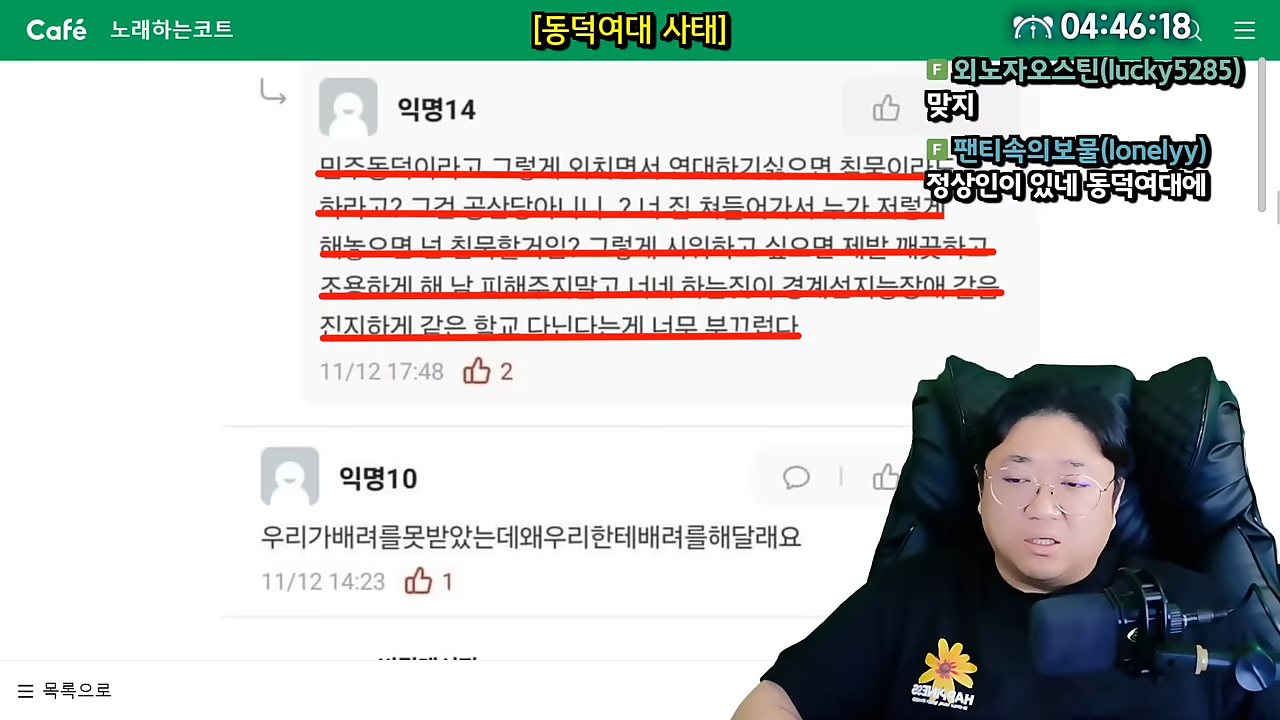 Café 노래하는코트
[동덕여대 사태]
04:46:18
F 외노자오스틴(lucky5285)
맞지
F 팬티속의보물(lonelyy)
정상인이 있네 동덕여대에
익명14
민주동덕이라고 그렇게 외치면서 연대하기싫으면 침묵이라도
하라고? 그건 공산당아니니..? 너 집 쳐들어가서 누가 저렇게
해놓으면 넌 침묵할거임? 그렇게 시위하고 싶으면 제발 깨끗하고
조용하게 해 남 피해주지말고 너네 하는짓이 경계선지능장애 같음
진지하게 같은 학교 다닌다는게 너무 부끄럽다
11/12 17:48 2
익명10
우리가배려를못받았는데왜우리한테배려를해달래요
11/12 14:23 1
목록으로
HAPPINESS